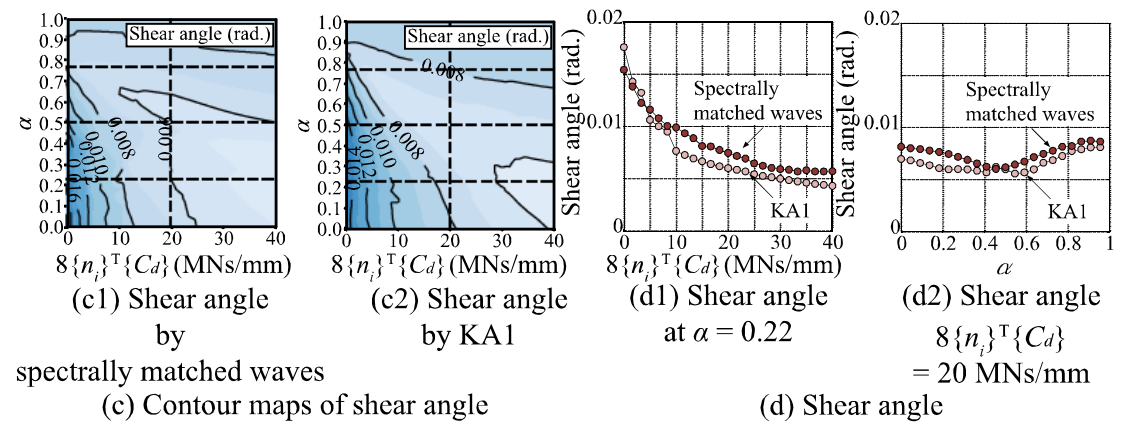 Shear angle (rad.)
1.0
0.9
0.8
0.7
0.6
0.5
0.4
0.3
0.2
0.1
0.0
α
0.008
0.008
0.010
0.012
0.016
0 10 20 30 40
8{n_i}^T{C_d} (MNs/mm)
(c1) Shear angle
by
spectrally matched waves
Shear angle (rad.)
1.0
0.9
0.8
0.7
0.6
0.5
0.4
0.3
0.2
0.1
0.0
0.008
0.008
0.010
0.012
0.014
0 10 20 30 40
8{n_i}^T{C_d} (MNs/mm)
(c2) Shear angle
by KA1
(c) Contour maps of shear angle
Shear angle (rad.)
0.02
0.01
0
Spectrally
matched waves
KA1
0 10 20 30 40
8{n_i}^T{C_d} (MNs/mm)
(d1) Shear angle
at α = 0.22
Shear angle (rad.)
0.02
0.01
0
Spectrally
matched waves
KA1
0 0.2 0.4 0.6 0.8 1
α
(d2) Shear angle
8{n_i}^T{C_d}
= 20 MNs/mm
(d) Shear angle